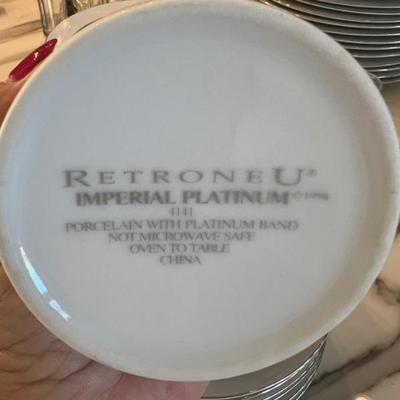 RETRONEU®
IMPERIAL PLATINUM ©1996
4141
PORCELAIN WITH PLATINUM BAND
NOT MICROWAVE SAFE
OVEN TO TABLE
CHINA